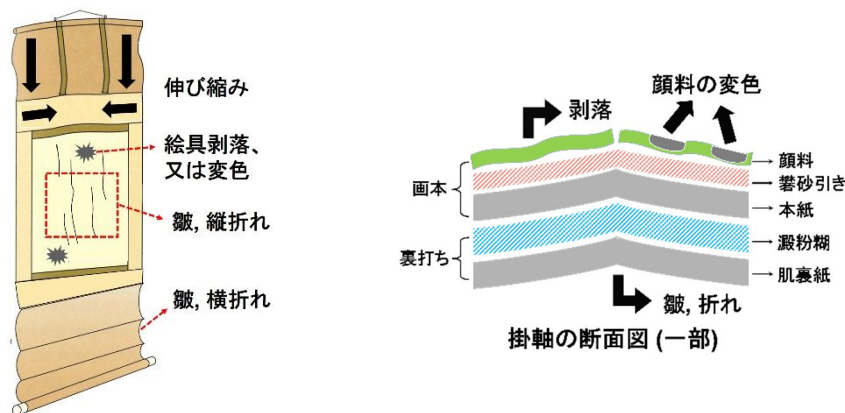 伸び縮み
絵具剥落、
又は変色
皺, 縦折れ
皺, 横折れ
剥落
顔料の変色
画本
裏打ち
顔料
礬砂引き
本紙
澱粉糊
肌裏紙
皺, 折れ
掛軸の断面図 (一部)